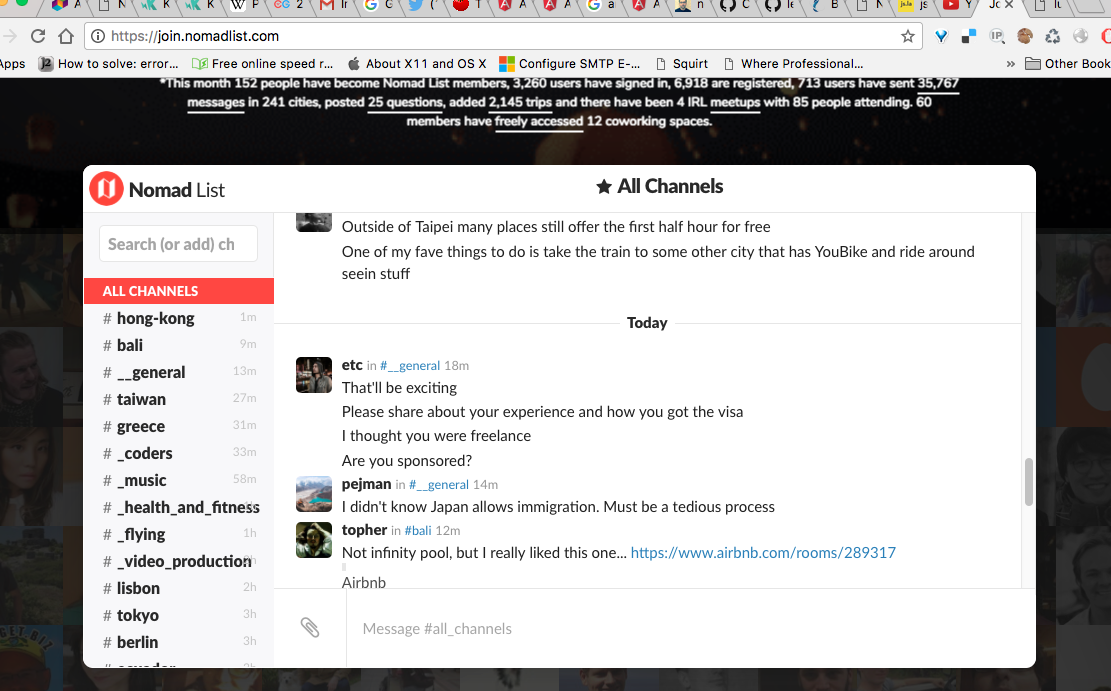 https://join.nomadlist.com
Apps How to solve: error... Free online speed r... About X11 and OS X Configure SMTP E-... Squirt Where Professional... » Other Book
*This month 152 people have become Nomad List members, 3,260 users have signed in, 6,918 are registered, 713 users have sent 35,767
messages in 241 cities, posted 25 questions, added 2,145 trips and there have been 4 IRL meetups with 85 people attending. 60
members have freely accessed 12 coworking spaces.
Nomad List
★ All Channels
Search (or add) ch
ALL CHANNELS
# hong-kong 1m
# bali 9m
# __general 13m
# taiwan 27m
# greece 31m
# _coders 33m
# _music 58m
# _health_and_fitness
# _flying 1h
# _video_production
# lisbon 2h
# tokyo 3h
# berlin 3h
Outside of Taipei many places still offer the first half hour for free
One of my fave things to do is take the train to some other city that has YouBike and ride around
seein stuff
Today
etc in #__general 18m
That'll be exciting
Please share about your experience and how you got the visa
I thought you were freelance
Are you sponsored?
pejman in #__general 14m
I didn't know Japan allows immigration. Must be a tedious process
topher in #bali 12m
Not infinity pool, but I really liked this one... https://www.airbnb.com/rooms/289317
Airbnb
Message #all_channels